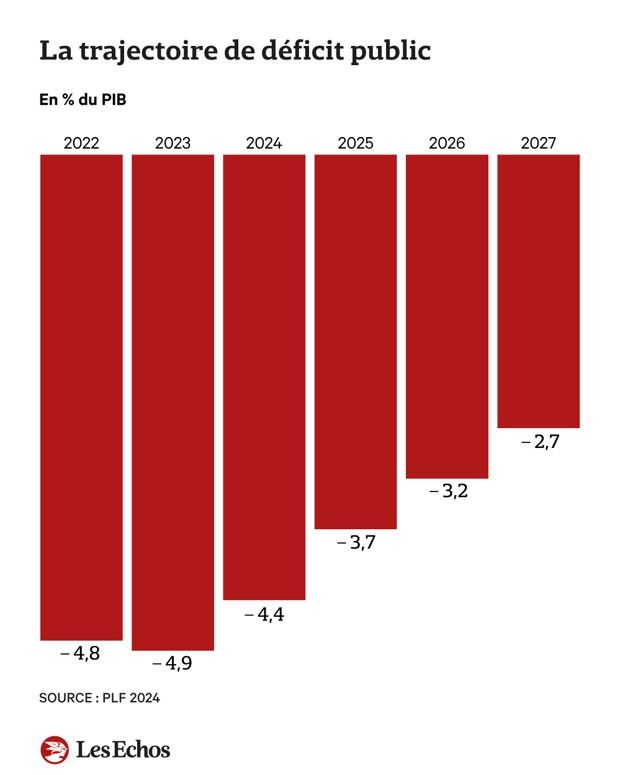 La trajectoire de déficit public
En % du PIB
2022 2023 2024 2025 2026 2027
– 2,7
– 3,2
– 3,7
– 4,4
– 4,8
– 4,9
SOURCE : PLF 2024
Les Echos